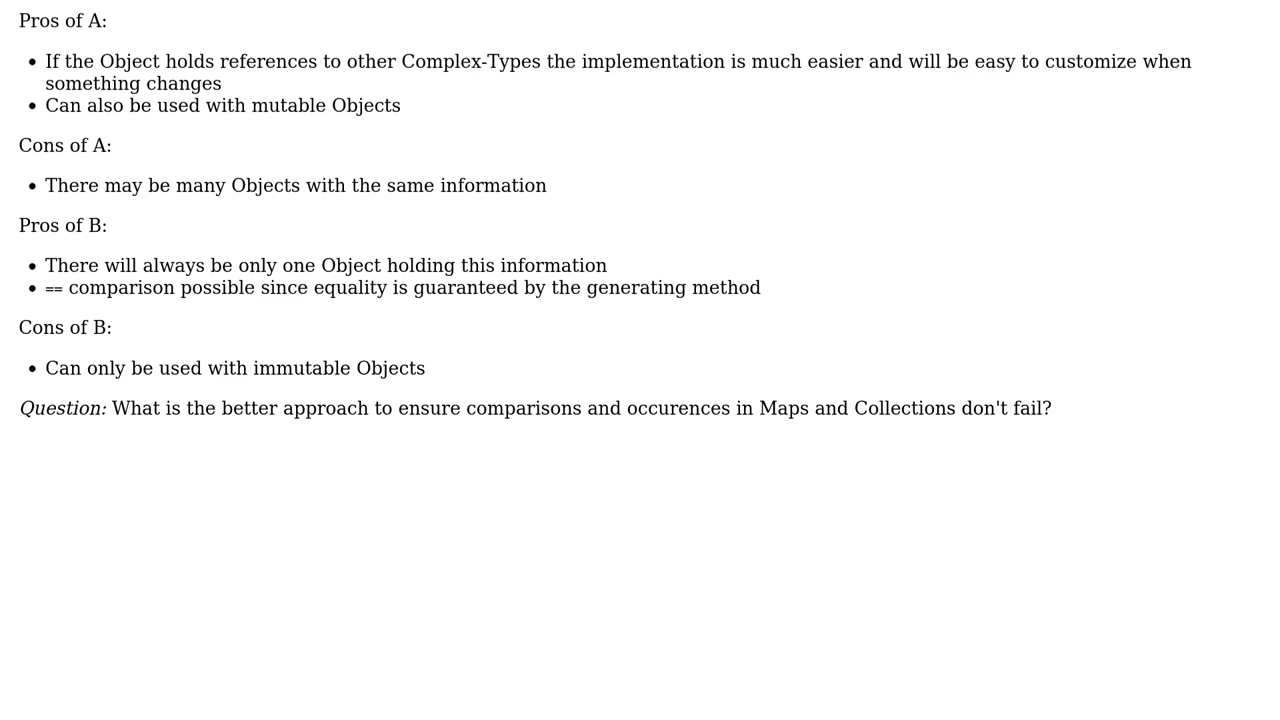 Pros of A:
If the Object holds references to other Complex-Types the implementation is much easier and will be easy to customize when
something changes
Can also be used with mutable Objects
Cons of A:
There may be many Objects with the same information
Pros of B:
There will always be only one Object holding this information
== comparison possible since equality is guaranteed by the generating method
Cons of B:
Can only be used with immutable Objects
Question: What is the better approach to ensure comparisons and occurences in Maps and Collections don't fail?